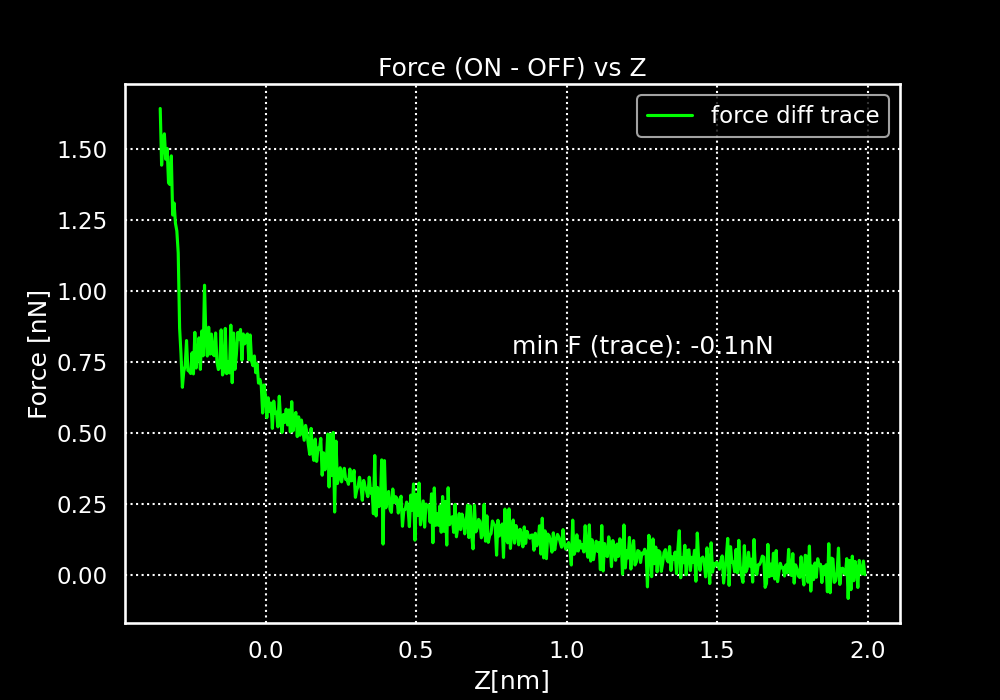 Force (ON - OFF) vs Z
force diff trace
1.50
1.25
1.00
0.75
0.50
0.25
0.00
Force [nN]
min F (trace): -0.1nN
0.0 0.5 1.0 1.5 2.0
Z[nm]